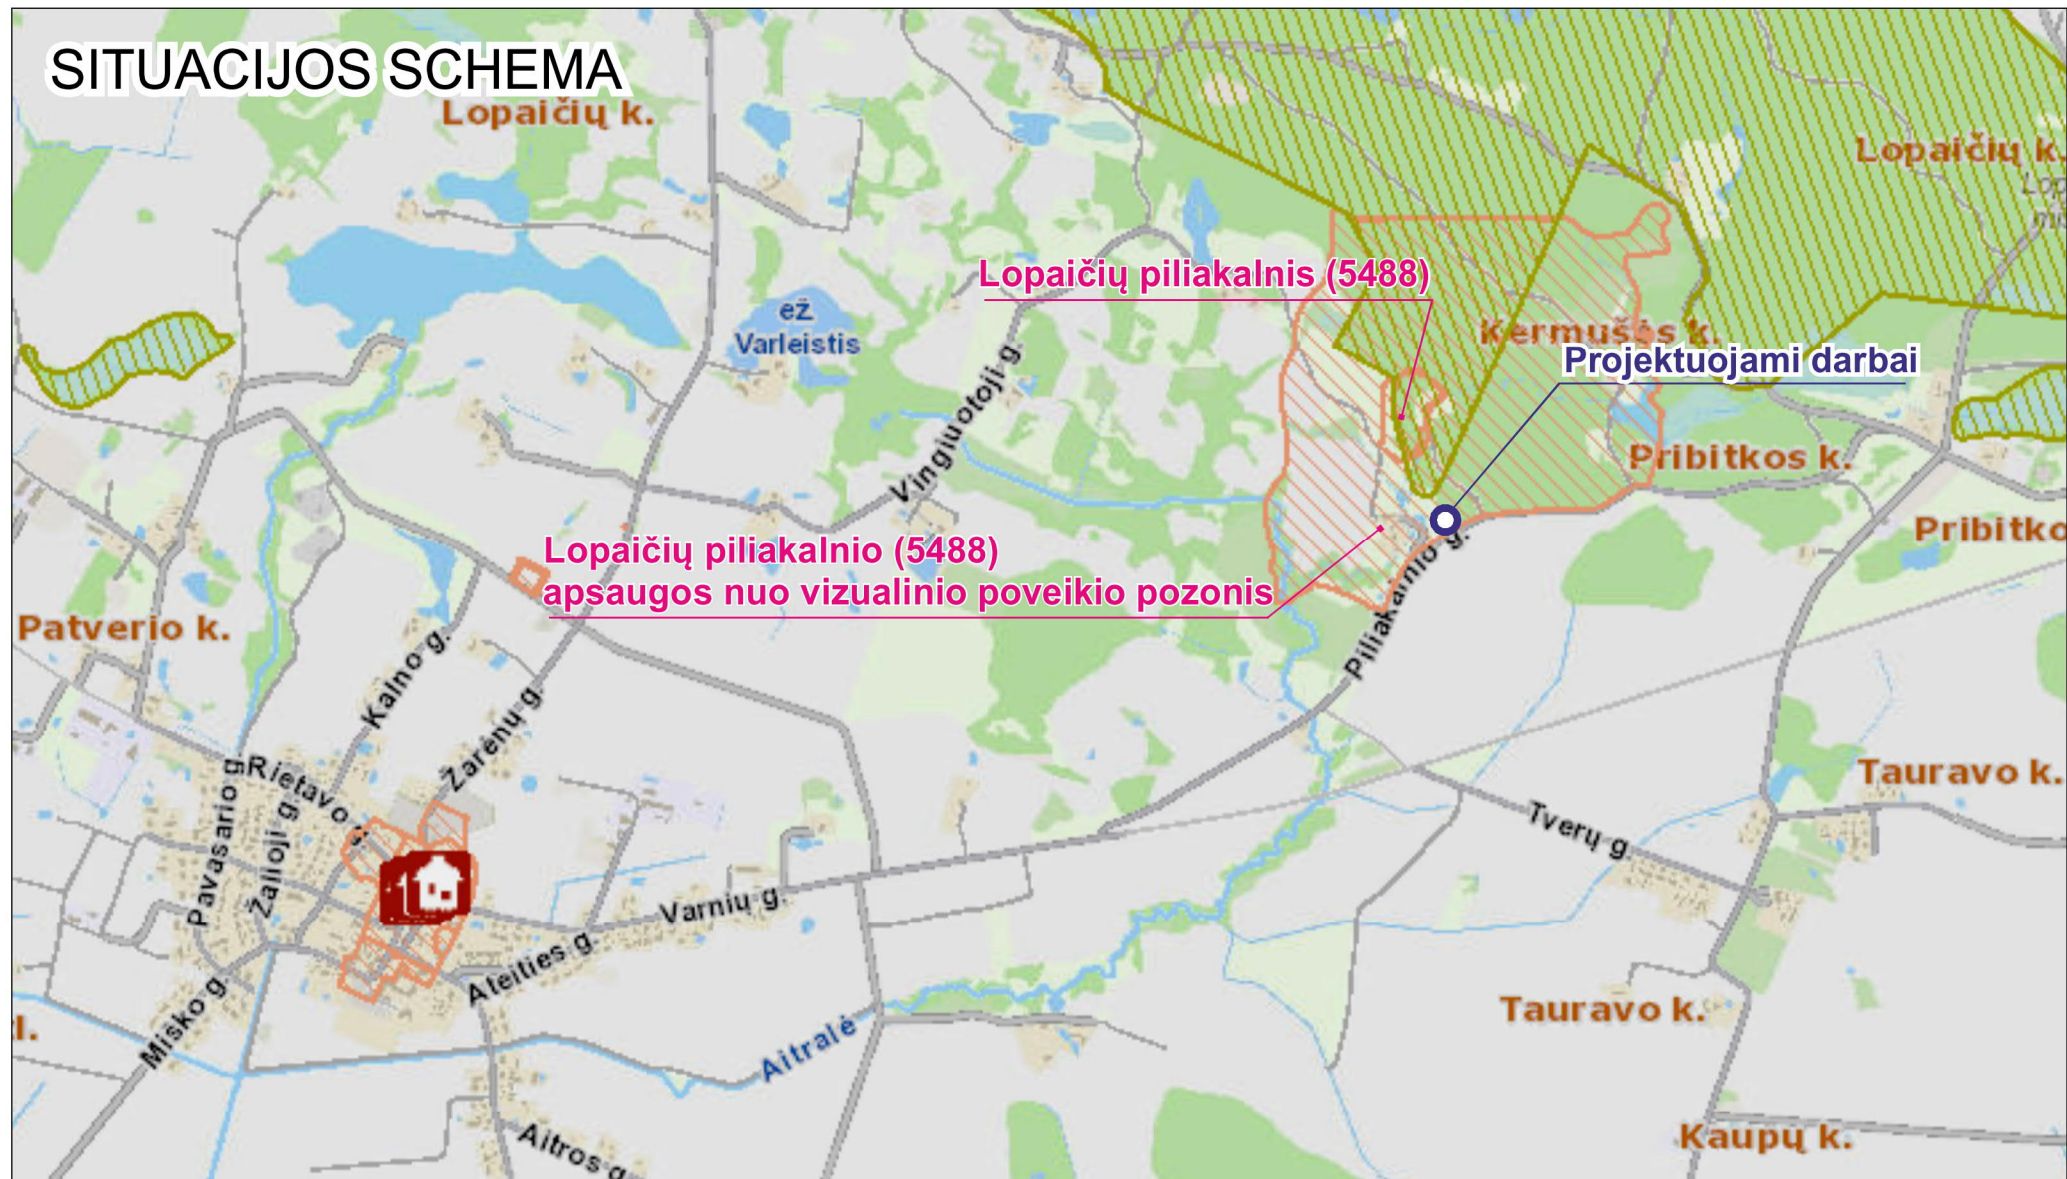 SITUACIJOS SCHEMA
Lopaičių k.
Lopaičių k.
Lop
Lopaičių piliakalnis (5488)
ež
Varleistis
Kermušės k.
Projektuojami darbai
Vingiuotoji g.
Pribitkos k.
Pribitko
Lopaičių piliakalnio (5488)
apsaugos nuo vizualinio poveikio pozonis
Piliakalnio g.
Patverio k.
Kalno g.
Žarėnų g.
Rietavo g.
Pavasario g.
Žalioji g.
Tauravo k.
Tverų g.
Varnių g.
Ateities g.
Miško g.
Tauravo k.
Aitralė
Aitros g.
Kaupų k.